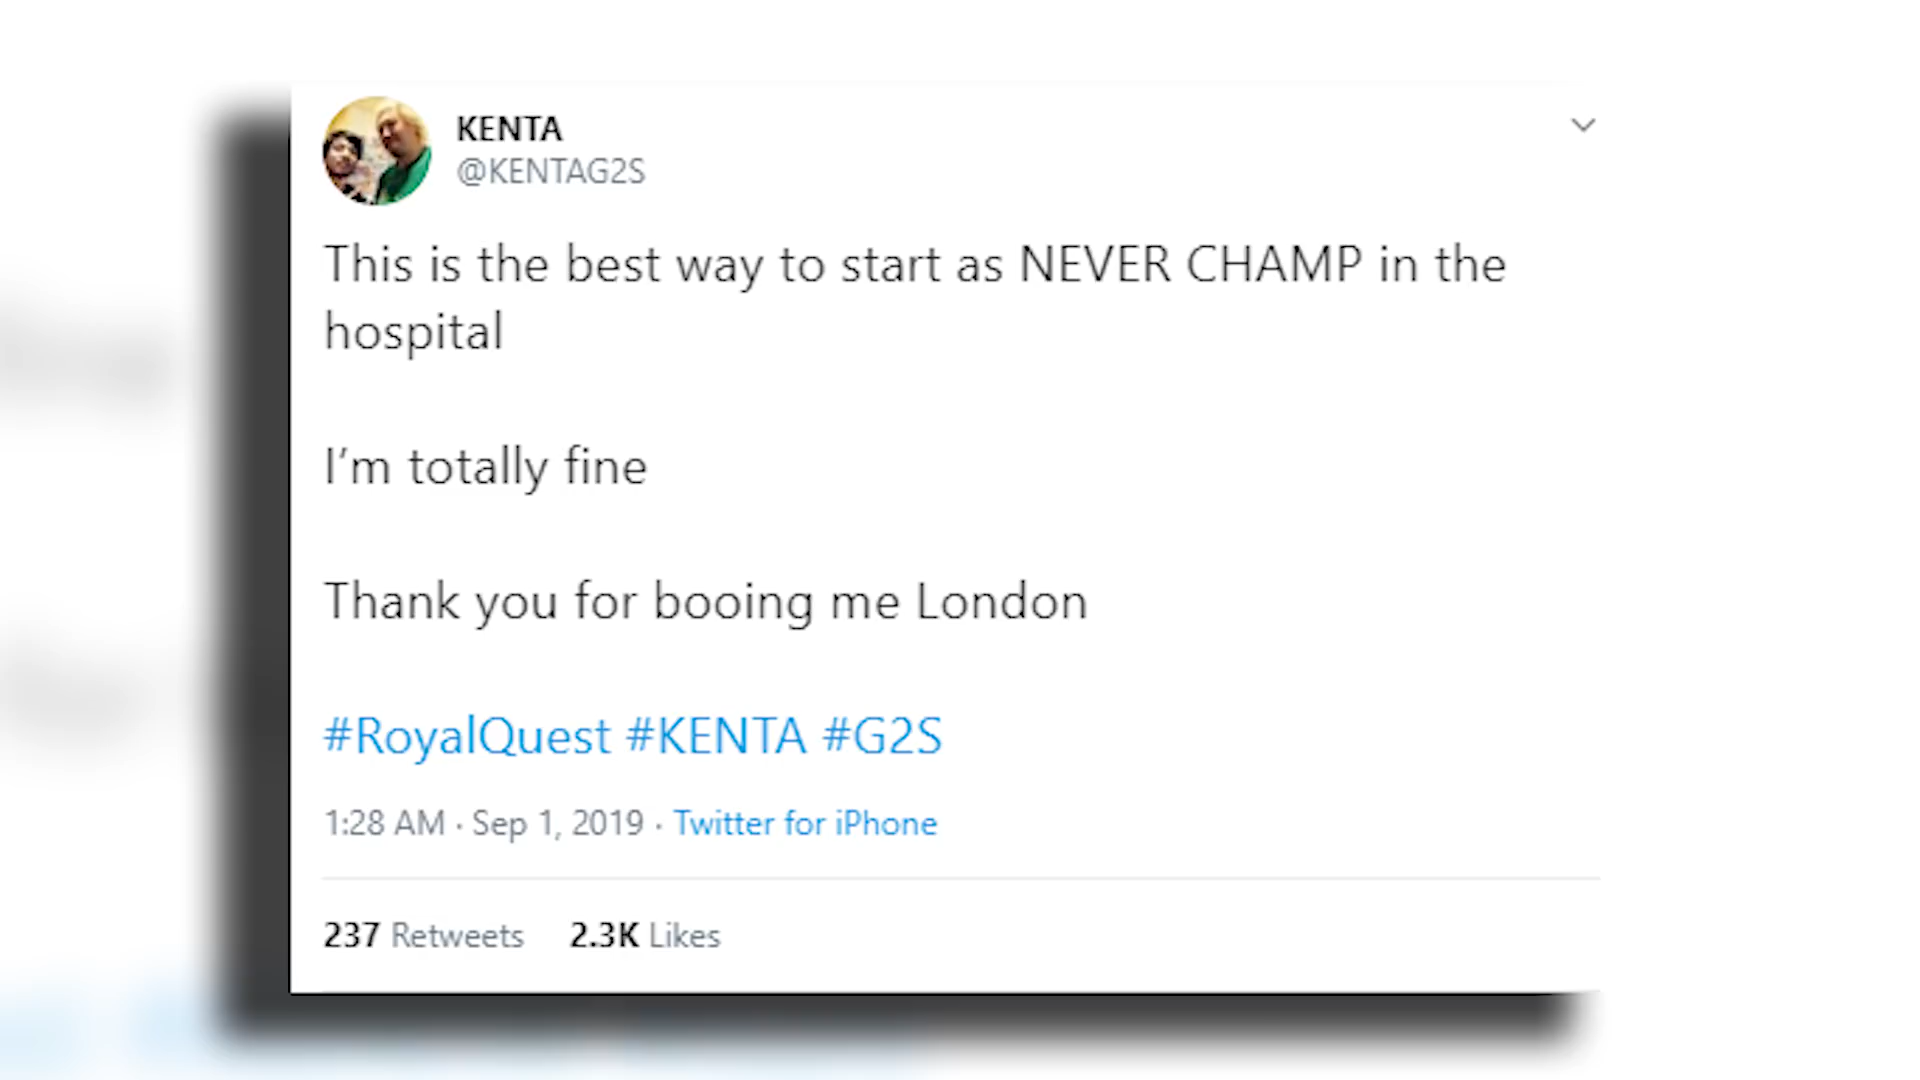 KENTA
@KENTAG2S
This is the best way to start as NEVER CHAMP in the
hospital
I'm totally fine
Thank you for booing me London
#RoyalQuest #KENTA #G2S
1:28 AM · Sep 1, 2019 · Twitter for iPhone
237 Retweets 2.3K Likes